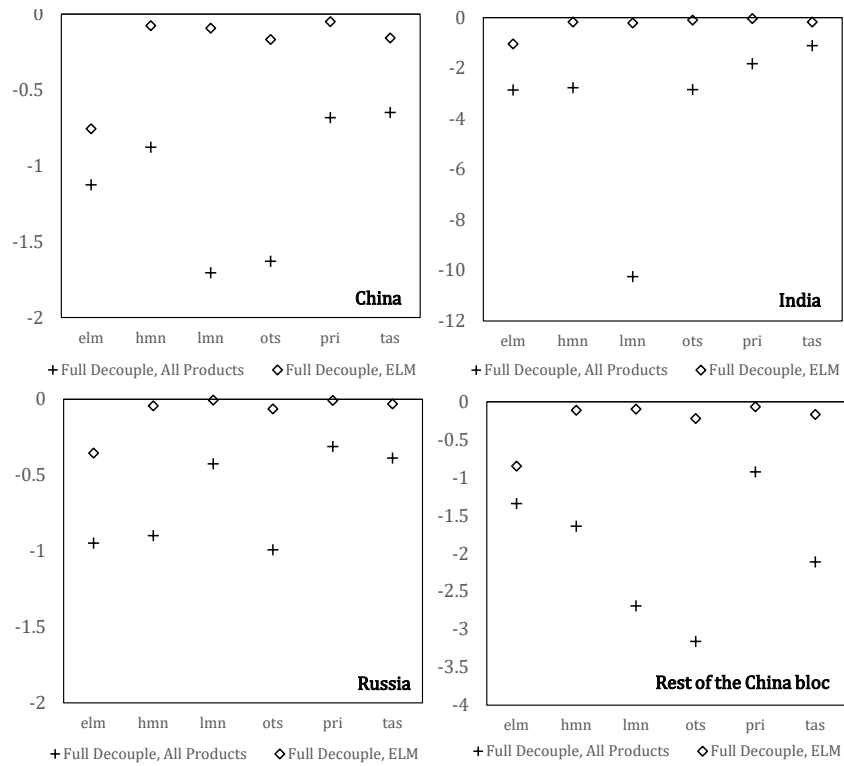 0
-0.5
-1
-1.5
-2
China
elm hmn lmn ots pri tas
+Full Decouple, All Products ◇Full Decouple, ELM
0
-2
-4
-6
-8
-10
-12
India
elm hmn lmn ots pri tas
+Full Decouple, All Products ◇Full Decouple, ELM
0
-0.5
-1
-1.5
-2
Russia
elm hmn lmn ots pri tas
+Full Decouple, All Products ◇Full Decouple, ELM
0
-0.5
-1
-1.5
-2
-2.5
-3
-3.5
-4
Rest of the China bloc
elm hmn lmn ots pri tas
+Full Decouple, All Products ◇Full Decouple, ELM